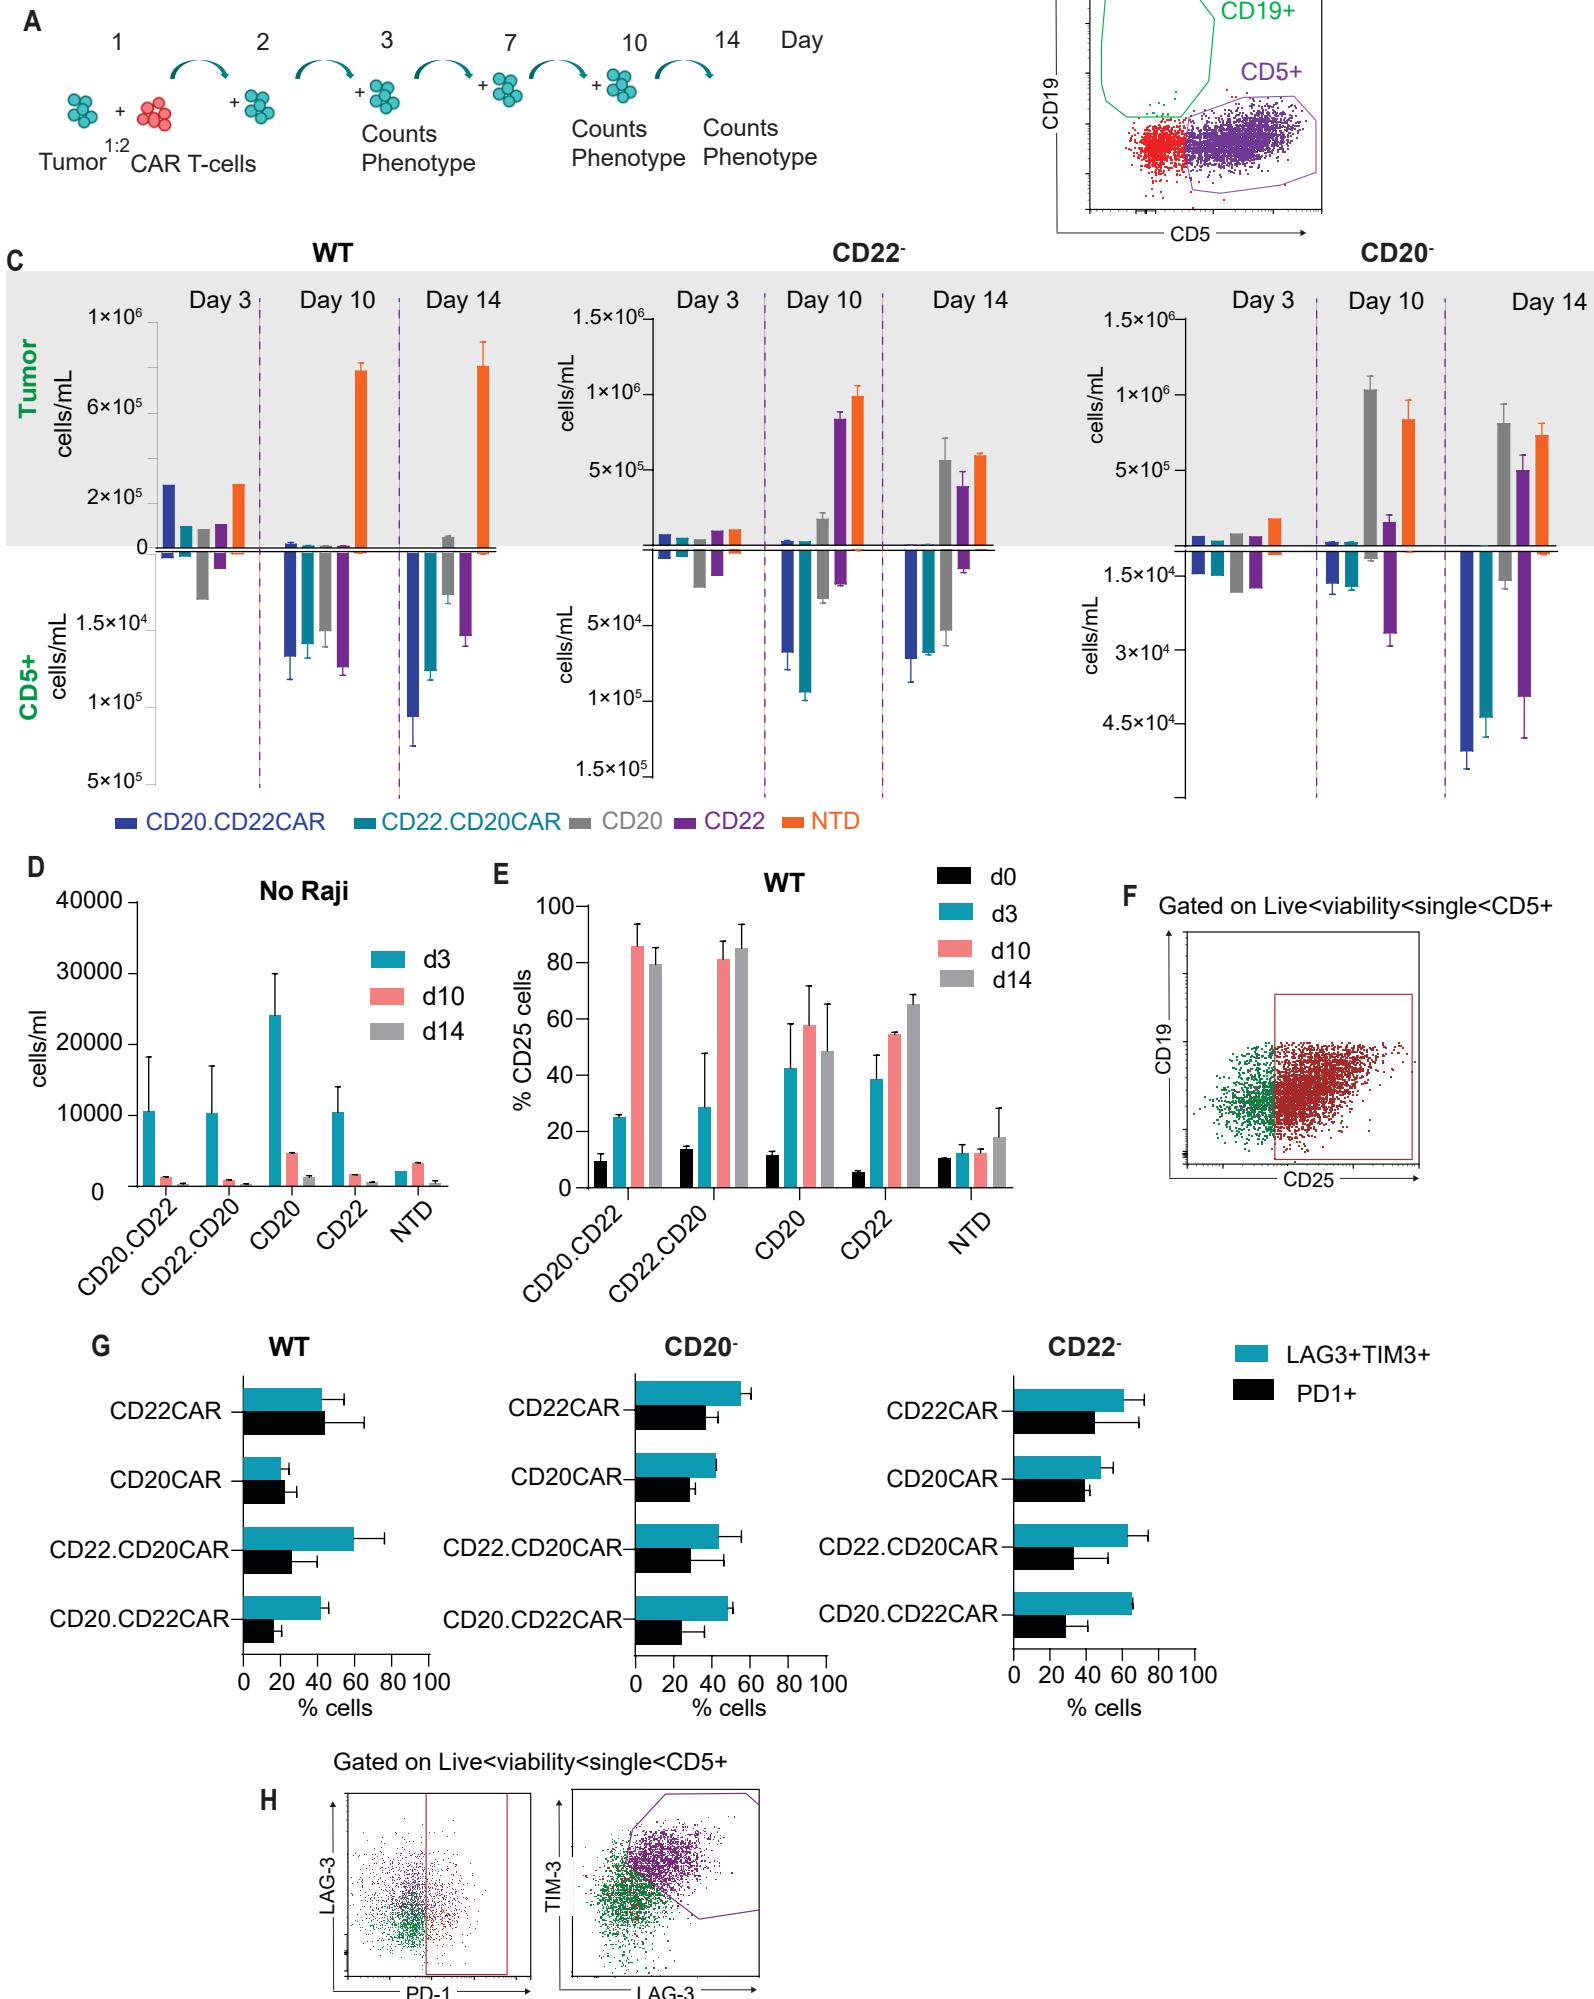 A
1 2 3 7 10 14 Day
+ + + + +
1:2
Tumor CAR T-cells
Counts
Phenotype
Counts
Phenotype
Counts
Phenotype
CD19+
CD5+
CD19
CD5
C
WT CD22- CD20-
Day 3 Day 10 Day 14
Day 3 Day 10 Day 14
Day 3 Day 10 Day 14
Tumor
cells/mL
1×10⁶
6×10⁵
2×10⁵
0
CD5+
cells/mL
1.5×10⁴
1×10⁵
5×10⁵
cells/mL
1.5×10⁶
1×10⁶
5×10⁵
cells/mL
5×10⁴
1×10⁵
1.5×10⁵
cells/mL
1.5×10⁶
1×10⁶
5×10⁵
cells/mL
1.5×10⁴
3×10⁴
4.5×10⁴
CD20.CD22CAR CD22.CD20CAR CD20 CD22 NTD
D
No Raji
cells/ml
40000
30000
20000
10000
0
d3
d10
d14
CD20.CD22
CD22.CD20
CD20
CD22
NTD
E
WT
% CD25 cells
100
80
60
40
20
0
d0
d3
d10
d14
CD20.CD22
CD22.CD20
CD20
CD22
NTD
F
Gated on Live<viability<single<CD5+
CD19
CD25
G
WT
CD22CAR
CD20CAR
CD22.CD20CAR
CD20.CD22CAR
0 20 40 60 80 100
% cells
CD20-
CD22CAR
CD20CAR
CD22.CD20CAR
CD20.CD22CAR
0 20 40 60 80 100
% cells
CD22-
CD22CAR
CD20CAR
CD22.CD20CAR
CD20.CD22CAR
0 20 40 60 80 100
% cells
LAG3+TIM3+
PD1+
Gated on Live<viability<single<CD5+
H
LAG-3
PD-1
TIM-3
LAG-3